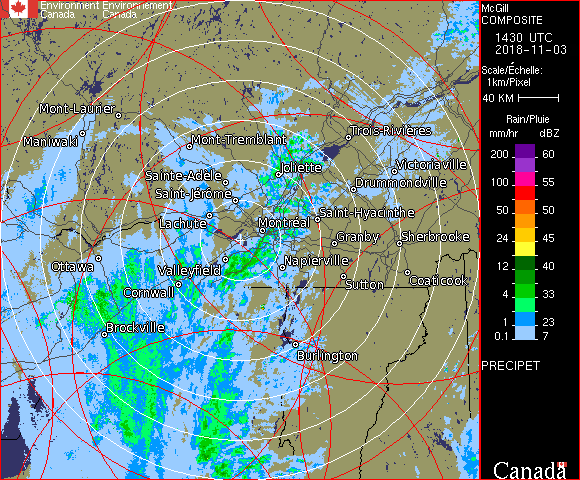 Environment Environnement
Canada Canada
McGill
COMPOSITE
1430 UTC
2018-11-03
Scale/Échelle:
1km/Pixel
40 KM
Rain/Pluie
mm/hr dBZ
200 60
100 55
50 50
24 45
12 40
4 33
1 23
0.1 7
PRECIPET
Canada
Mont-Laurier
Maniwaki
Mont-Tremblant
Trois-Rivières
Sainte-Adèle
Joliette
Victoriaville
Drummondville
Saint-Jérôme
Lachute
Saint-Hyacinthe
Montréal
Granby
Sherbrooke
Ottawa
Valleyfield
Napierville
Sutton
Coaticook
Cornwall
Brockville
Burlington